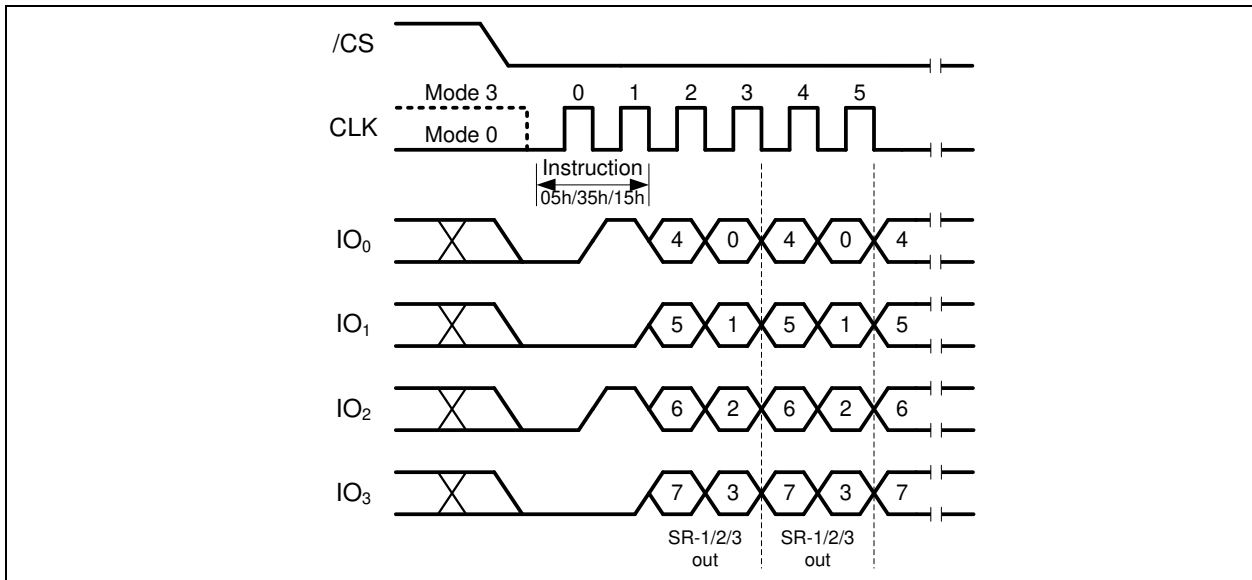 /CS
Mode 3 0 1 2 3 4 5
CLK
Mode 0
Instruction
05h/35h/15h
IO₀ 4 0 4 0 4
IO₁ 5 1 5 1 5
IO₂ 6 2 6 2 6
IO₃ 7 3 7 3 7
SR-1/2/3 SR-1/2/3
out out